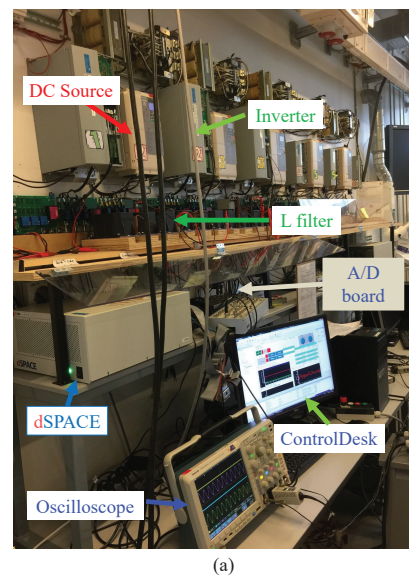 DC Source
Inverter
L filter
A/D
board
dSPACE
dSPACE
ControlDesk
Oscilloscope
(a)